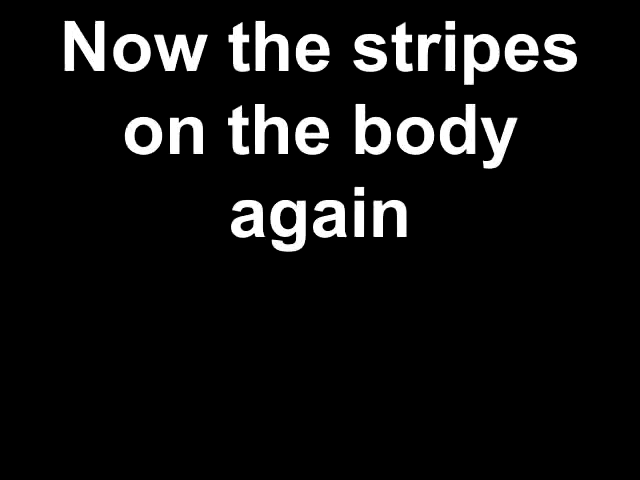 Now the stripes
on the body
again